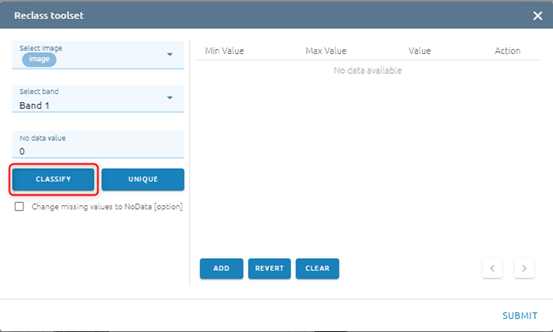 Reclass toolset
Select image
image
Select band
Band 1
No data value
0
CLASSIFY
UNIQUE
Change missing values to NoData [option]
Min Value
Max Value
Value
Action
No data available
ADD
REVERT
CLEAR
SUBMIT